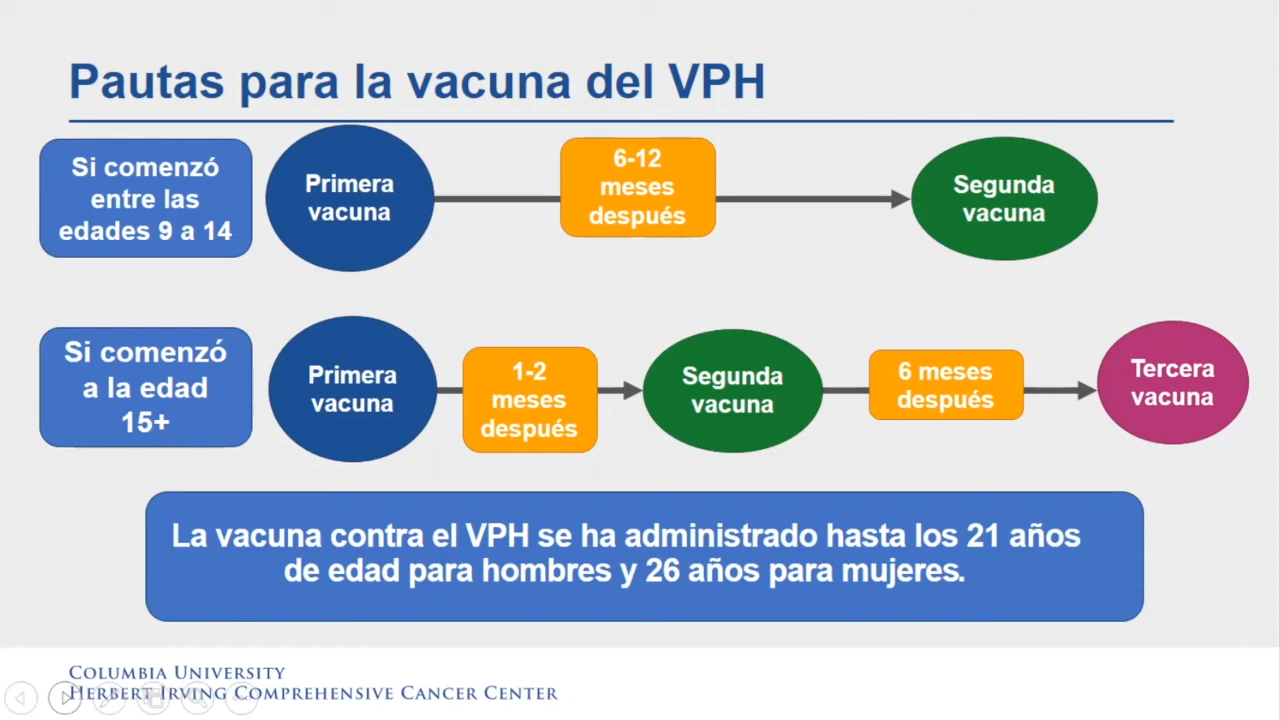 Pautas para la vacuna del VPH
Si comenzó
entre las
edades 9 a 14
Primera
vacuna
6-12
meses
después
Segunda
vacuna
Si comenzó
a la edad
15+
Primera
vacuna
1-2
meses
después
Segunda
vacuna
6 meses
después
Tercera
vacuna
La vacuna contra el VPH se ha administrado hasta los 21 años
de edad para hombres y 26 años para mujeres.
COLUMBIA UNIVERSITY
HERBERT IRVING COMPREHENSIVE CANCER CENTER